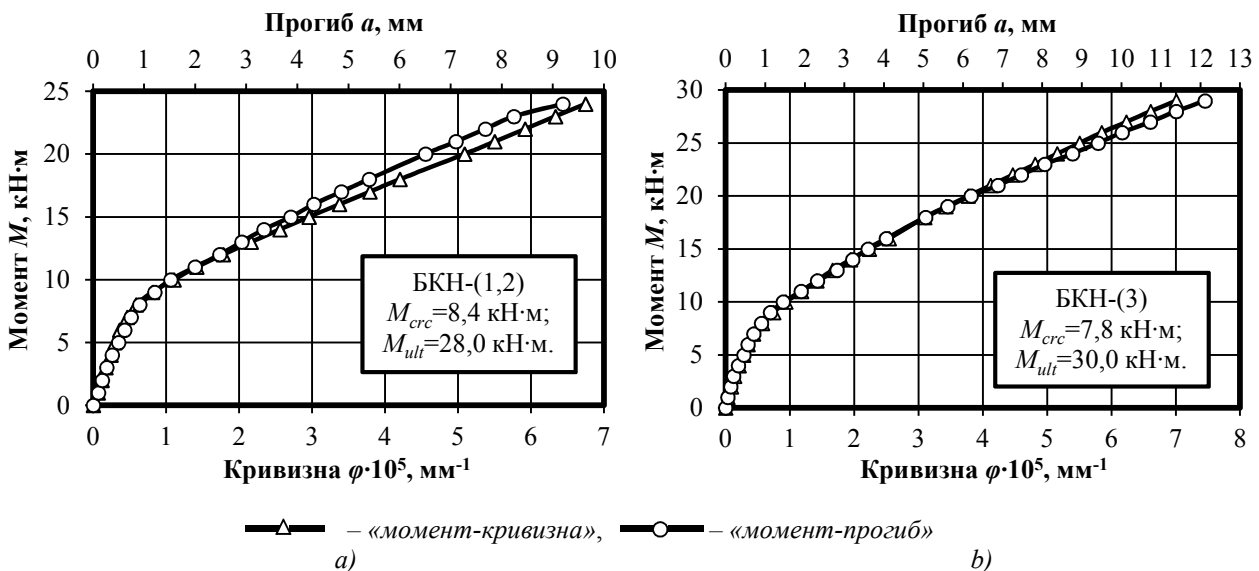 Прогиб a, мм
0 1 2 3 4 5 6 7 8 9 10
25
20
15
10
5
0
Момент M, кН·м
БКН-(1,2)
Mcrc=8,4 кН·м;
Mult=28,0 кН·м.
0 1 2 3 4 5 6 7
Кривизна φ·10⁵, мм⁻¹
Прогиб a, мм
0 1 2 3 4 5 6 7 8 9 10 11 12 13
30
25
20
15
10
5
0
Момент M, кН·м
БКН-(3)
Mcrc=7,8 кН·м;
Mult=30,0 кН·м.
0 1 2 3 4 5 6 7 8
Кривизна φ·10⁵, мм⁻¹
– «момент-кривизна», – «момент-прогиб»
а) b)